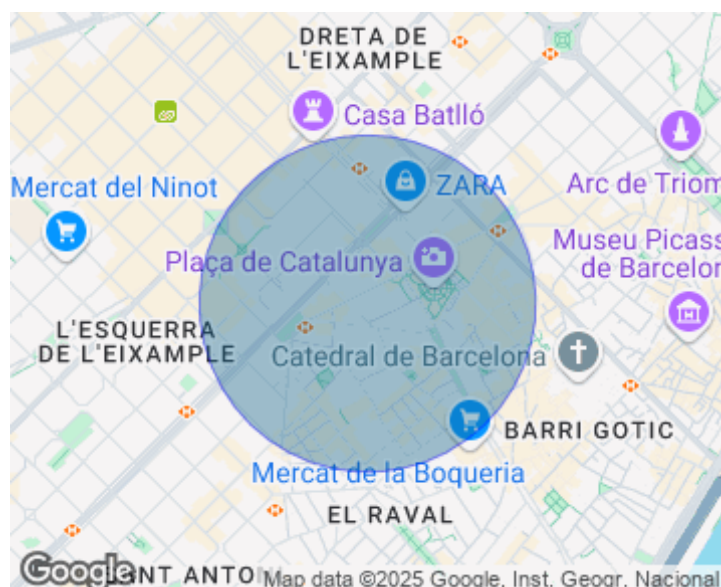 DRETA DE
L'EIXAMPLE
Casa Batlló
Mercat del Ninot
ZARA
Arc de Triom
Museu Picass
de Barcelon
Plaça de Catalunya
L'ESQUERRA
DE L'EIXAMPLE
Catedral de Barcelona
BARRI GOTIC
Mercat de la Boqueria
EL RAVAL
Google
ANT ANTONI
Map data ©2025 Google, Inst. Geogr. Nacional